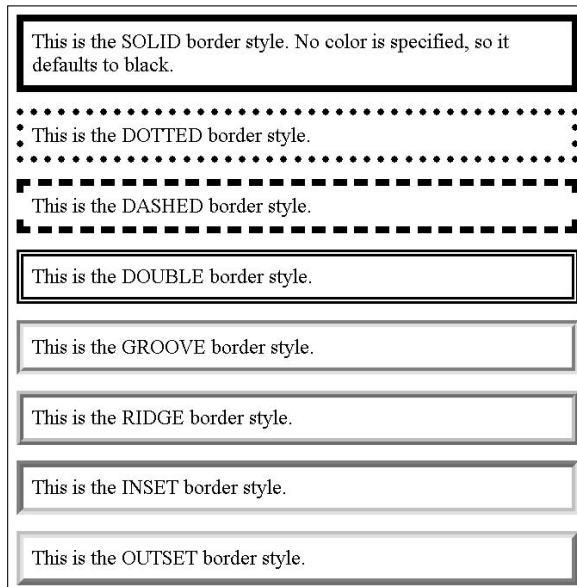 This is the SOLID border style. No color is specified, so it
defaults to black.
This is the DOTTED border style.
This is the DASHED border style.
This is the DOUBLE border style.
This is the GROOVE border style.
This is the RIDGE border style.
This is the INSET border style.
This is the OUTSET border style.